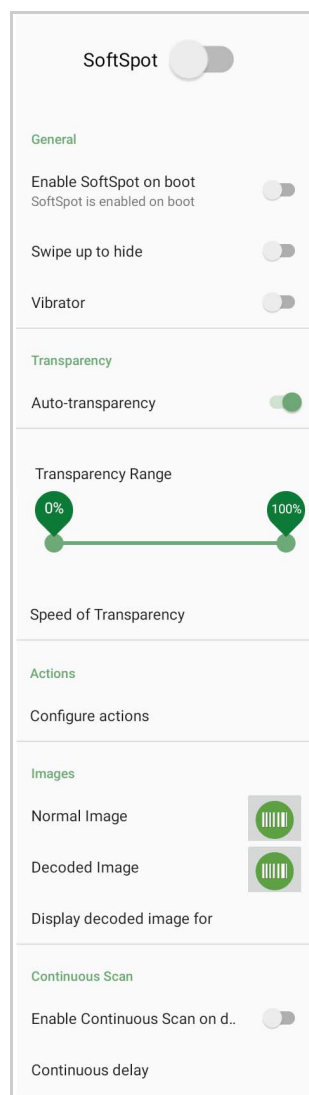 SoftSpot
General
Enable SoftSpot on boot
SoftSpot is enabled on boot
Swipe up to hide
Vibrator
Transparency
Auto-transparency
Transparency Range
0% 100%
Speed of Transparency
Actions
Configure actions
Images
Normal Image
Decoded Image
Display decoded image for
Continuous Scan
Enable Continuous Scan on d..
Continuous delay